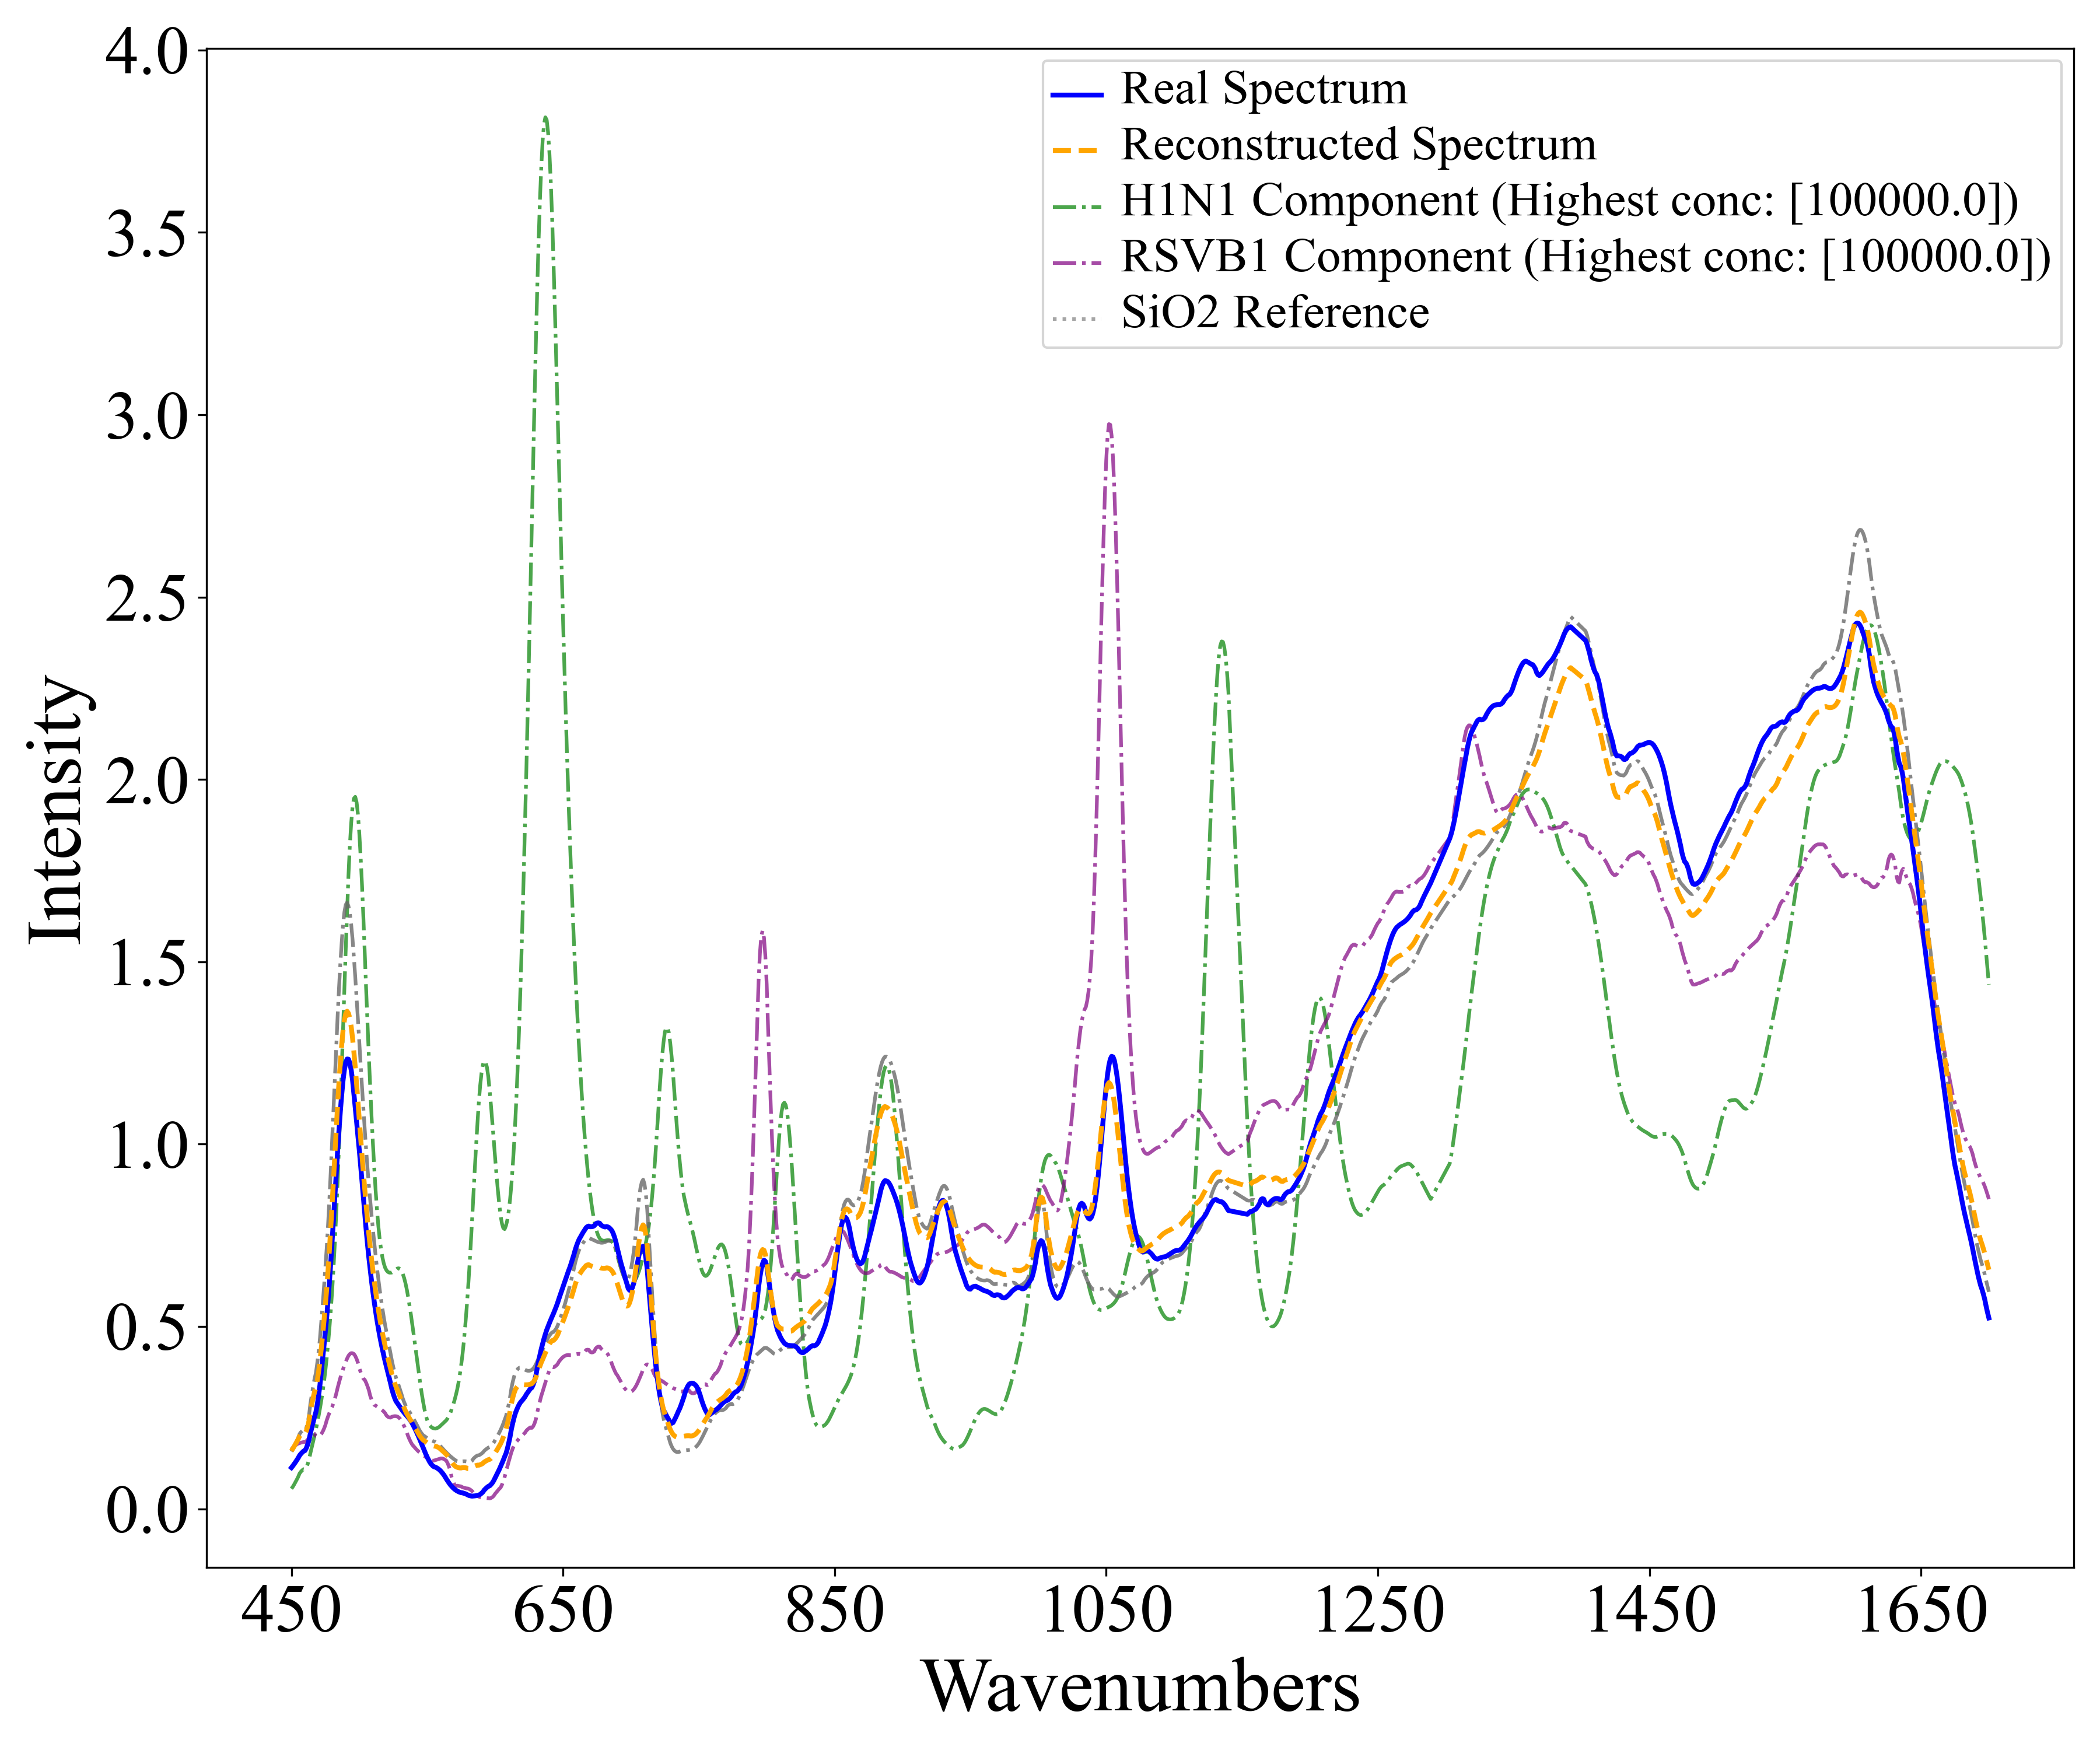 4.0
3.5
3.0
2.5
2.0
1.5
1.0
0.5
0.0
Intensity
Real Spectrum
Reconstructed Spectrum
H1N1 Component (Highest conc: [100000.0])
RSVB1 Component (Highest conc: [100000.0])
SiO2 Reference
450 650 850 1050 1250 1450 1650
Wavenumbers